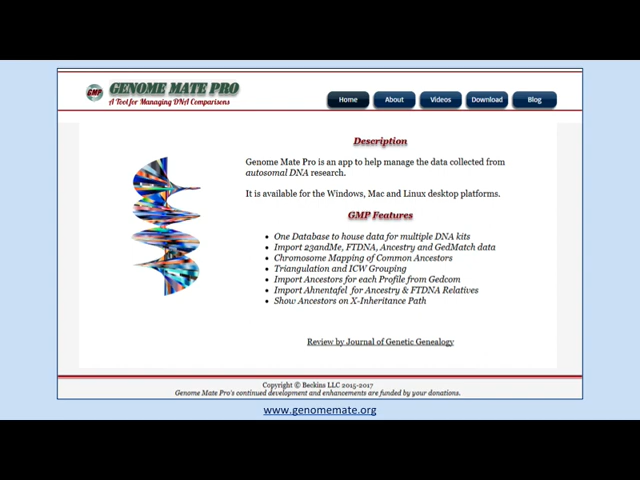 GMP
GENOME MATE PRO
A Tool for Managing DNA Comparisons
Home About Videos Download Blog
Description
Genome Mate Pro is an app to help manage the data collected from
autosomal DNA research.
It is available for the Windows, Mac and Linux desktop platforms.
GMP Features
• One Database to house data for multiple DNA kits
• Import 23andMe, FTDNA, Ancestry and GedMatch data
• Chromosome Mapping of Common Ancestors
• Triangulation and ICW Grouping
• Import Ancestors for each Profile from Gedcom
• Import Ahnentafel for Ancestry & FTDNA Relatives
• Show Ancestors on X-Inheritance Path
Review by Journal of Genetic Genealogy
Copyright © Beckins LLC 2015-2017
Genome Mate Pro's continued development and enhancements are funded by your donations.
www.genomemate.org